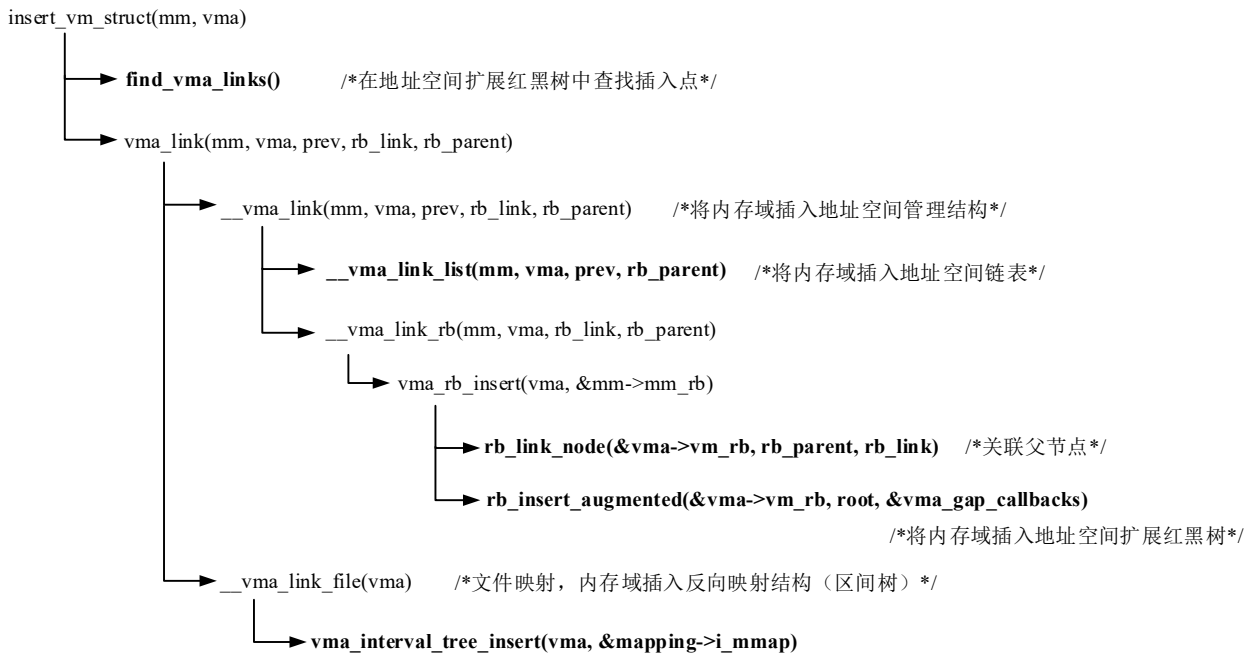 insert_vm_struct(mm, vma)
find_vma_links() /*在地址空间扩展红黑树中查找插入点*/
vma_link(mm, vma, prev, rb_link, rb_parent)
__vma_link(mm, vma, prev, rb_link, rb_parent) /*将内存域插入地址空间管理结构*/
__vma_link_list(mm, vma, prev, rb_parent) /*将内存域插入地址空间链表*/
__vma_link_rb(mm, vma, rb_link, rb_parent)
vma_rb_insert(vma, &mm->mm_rb)
rb_link_node(&vma->vm_rb, rb_parent, rb_link) /*关联父节点*/
rb_insert_augmented(&vma->vm_rb, root, &vma_gap_callbacks)
/*将内存域插入地址空间扩展红黑树*/
__vma_link_file(vma) /*文件映射，内存域插入反向映射结构（区间树）*/
vma_interval_tree_insert(vma, &mapping->i_mmap)